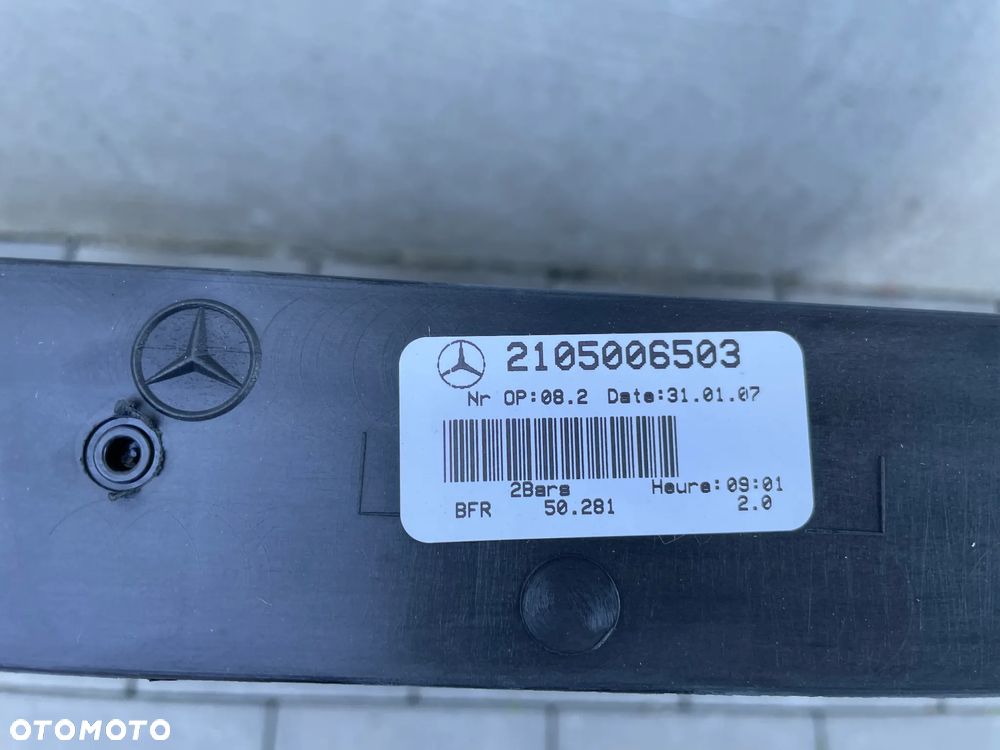 2105006503
Nr OP:08.2 Date:31.01.07
2Bars Heure:09:01
BFR 50.281 2.0
OTOMOTO